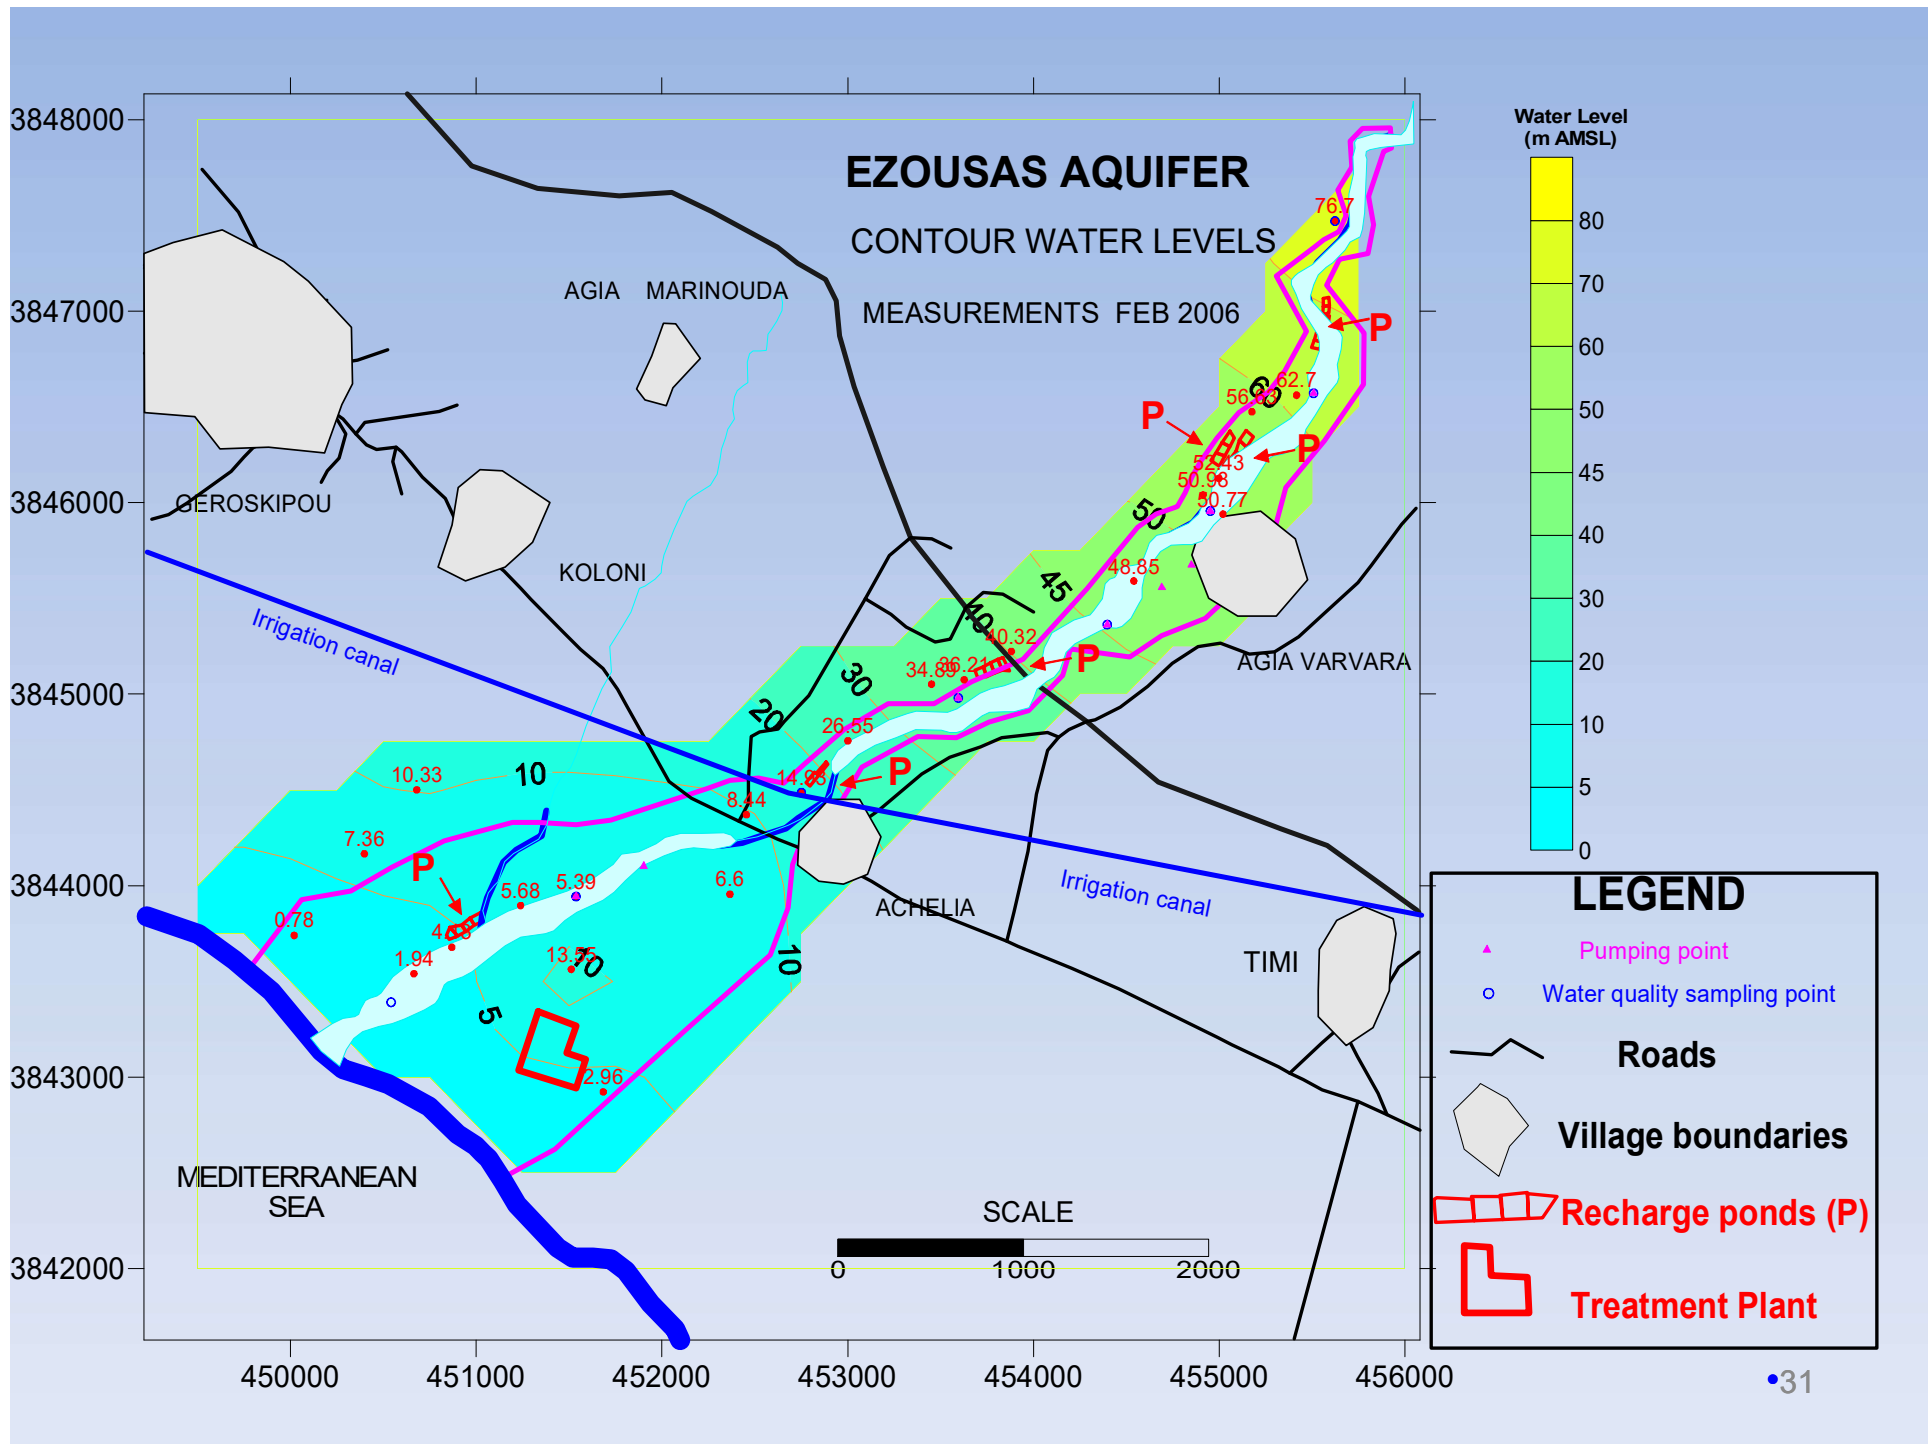 EZOUSAS AQUIFER
CONTOUR WATER LEVELS
MEASUREMENTS FEB 2006
Water Level
(m AMSL)
80
70
60
50
45
40
30
20
10
5
0
3848000
3847000
3846000
3845000
3844000
3843000
3842000
450000
451000
452000
453000
454000
455000
456000
AGIA MARINOUDA
GEROSKIPOU
KOLONI
AGIA VARVARA
ACHELIA
TIMI
MEDITERRANEAN
SEA
Irrigation canal
Irrigation canal
76.7
P
62.7
60
P
P
52.43
50.98
50.77
50
48.85
45
40
40.32
36.21
34.89
P
30
20
26.55
14.98
P
8.44
10.33
10
7.36
P
5.68
5.39
6.6
0.78
1.94
13.55
10
10
5
2.96
SCALE
0
1000
2000
LEGEND
Pumping point
Water quality sampling point
Roads
Village boundaries
Recharge ponds (P)
Treatment Plant
•31